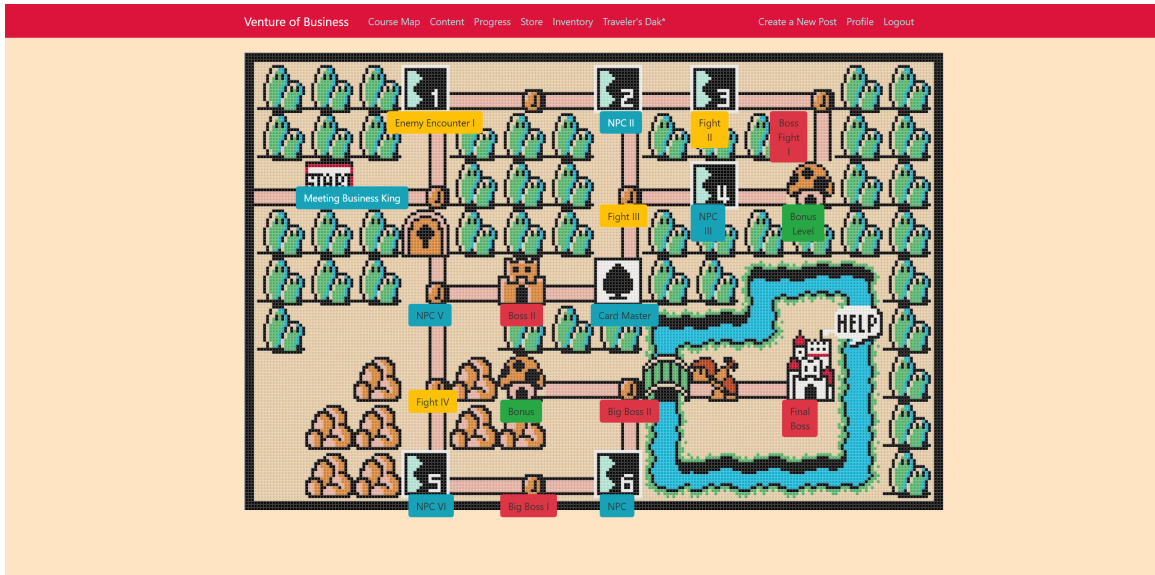 Venture of Business Course Map Content Progress Store Inventory Traveler's Dak* Create a New Post Profile Logout
1
2
3
Enemy Encounter I
NPC II
Fight
II
Boss
Fight
I
START
4
Meeting Business King
Fight III
NPC
III
Bonus
Level
NPC V
Boss II
Card Master
HELP
Fight IV
Bonus
Big Boss II
Final
Boss
5
6
NPC VI
Big Boss I
NPC